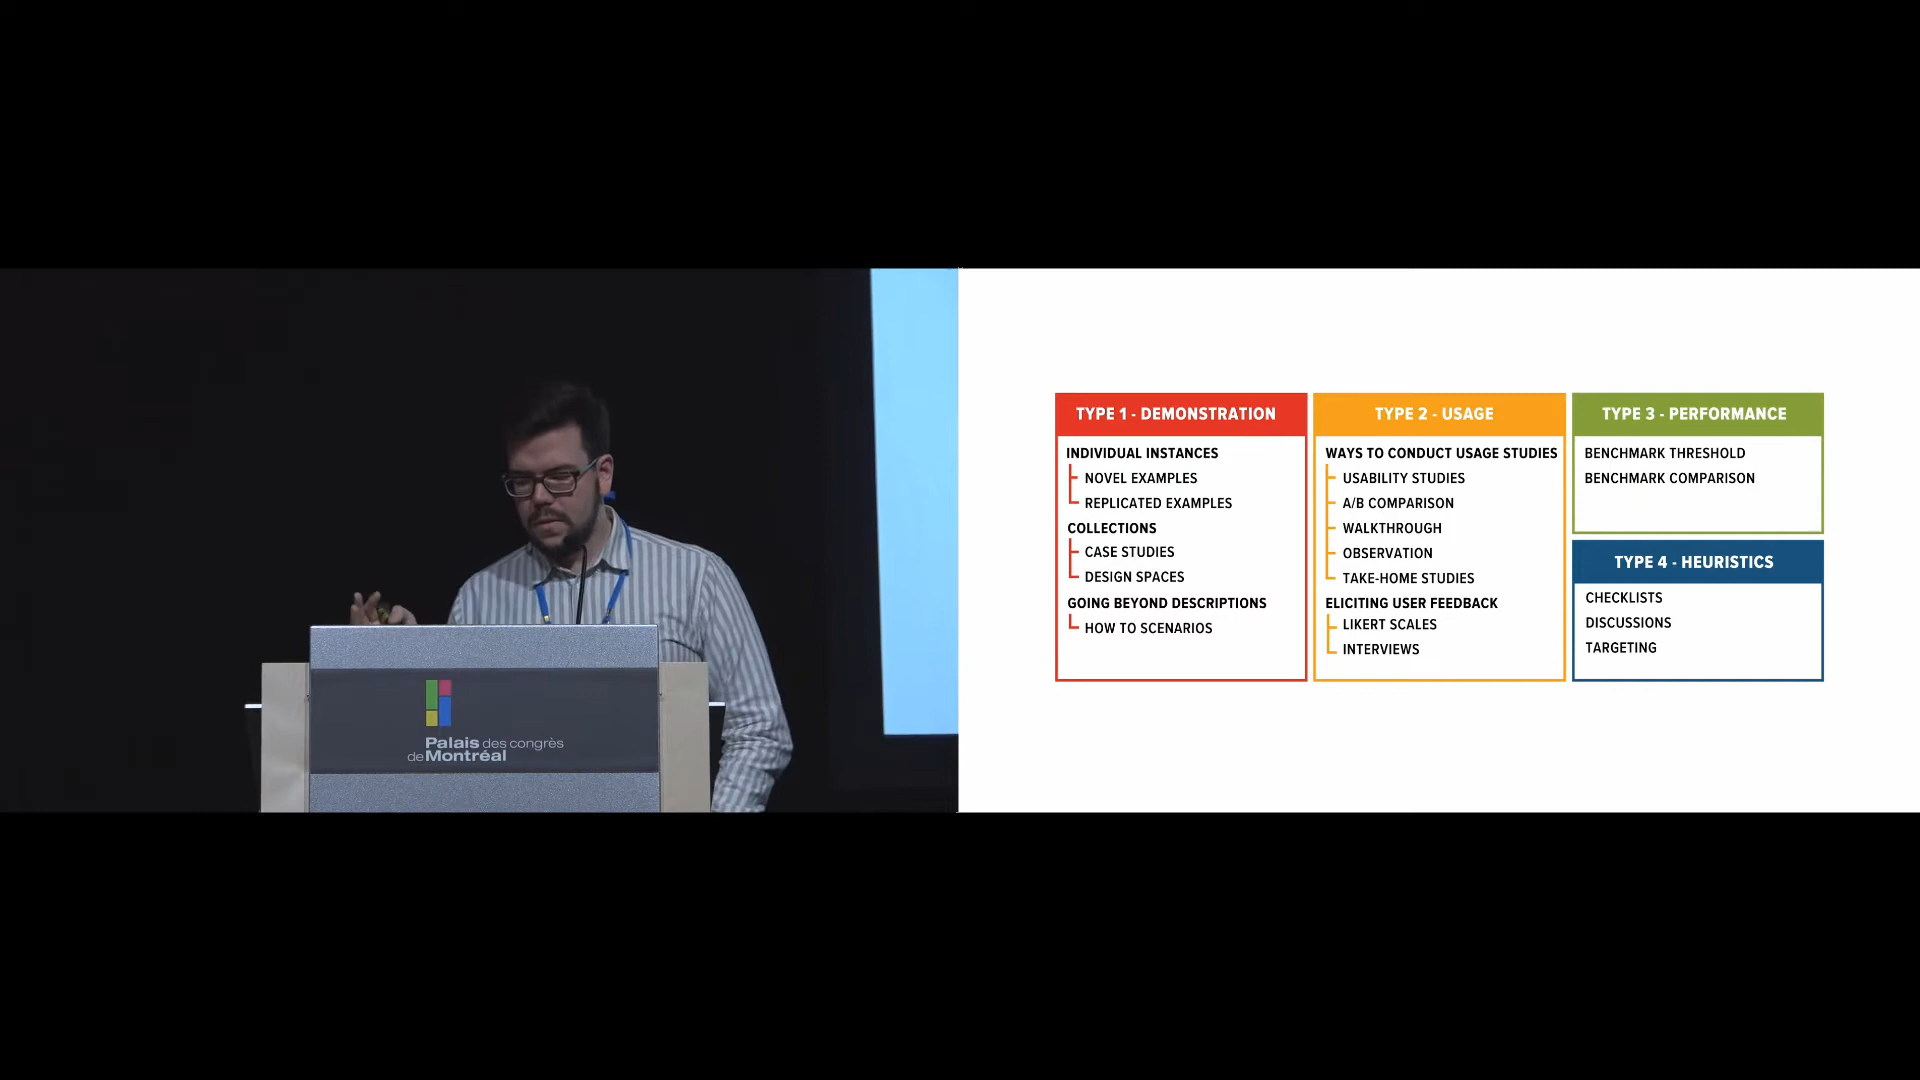 TYPE 1 - DEMONSTRATION
INDIVIDUAL INSTANCES
NOVEL EXAMPLES
REPLICATED EXAMPLES
COLLECTIONS
CASE STUDIES
DESIGN SPACES
GOING BEYOND DESCRIPTIONS
HOW TO SCENARIOS
TYPE 2 - USAGE
WAYS TO CONDUCT USAGE STUDIES
USABILITY STUDIES
A/B COMPARISON
WALKTHROUGH
OBSERVATION
TAKE-HOME STUDIES
ELICITING USER FEEDBACK
LIKERT SCALES
INTERVIEWS
TYPE 3 - PERFORMANCE
BENCHMARK THRESHOLD
BENCHMARK COMPARISON
TYPE 4 - HEURISTICS
CHECKLISTS
DISCUSSIONS
TARGETING
Palais des congrès
de Montréal